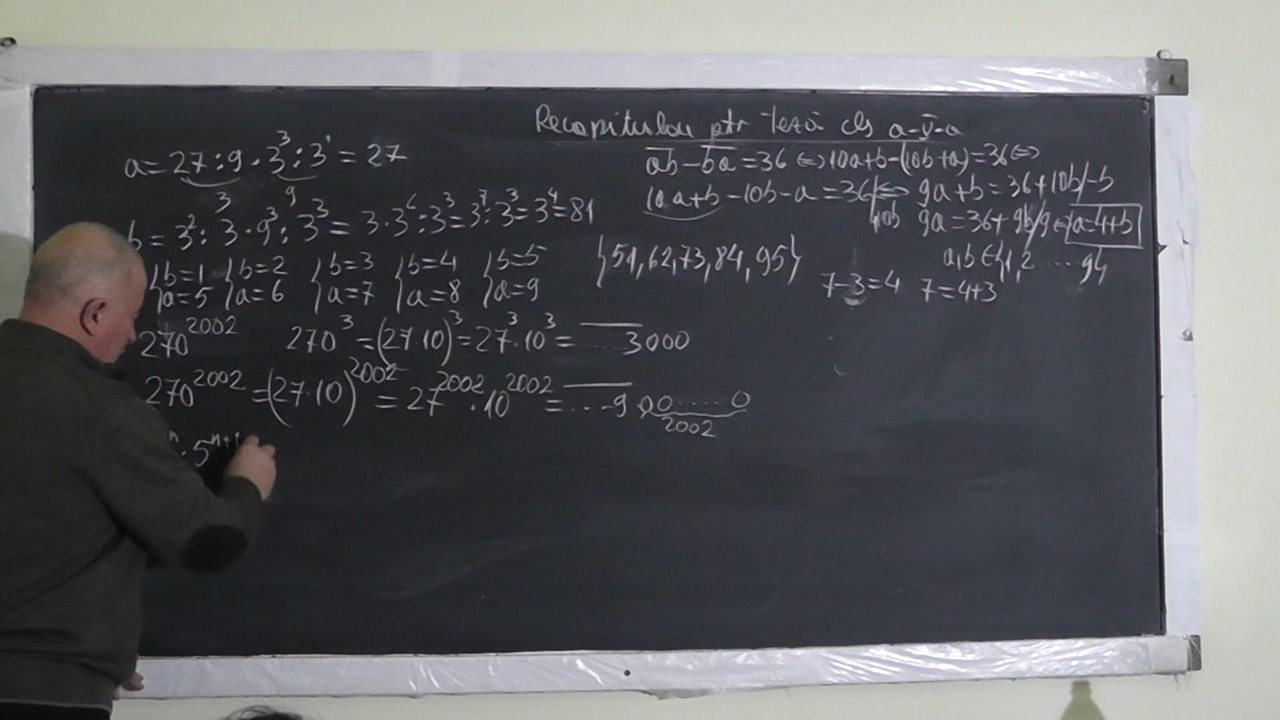 Recapitulare ptr teză cls a-V-a
a=27:9·3³:3¹=27
b=3²:3·9³:3³=3·3⁶:3³=3⁷:3³=3⁴=81
{b=1 {b=2 {b=3 {b=4 {b=5
{a=5 {a=6 {a=7 {a=8 {a=9
{51,62,73,84,95}
ab-ba=36⇔10a+b-(10b+a)=36⇔
10a+b-10b-a=36⇔9a+b=36+10b/-b
9a=36+9b/9⇔a=4+b
a,b∈{1,2.....9}
7-3=4 7=4+3
270²⁰⁰² 270³=(27·10)³=27³·10³=.....3000
270²⁰⁰²=(27·10)²⁰⁰²=27²⁰⁰²·10²⁰⁰²=...9 00....0
2002
n·5ⁿ⁺¹